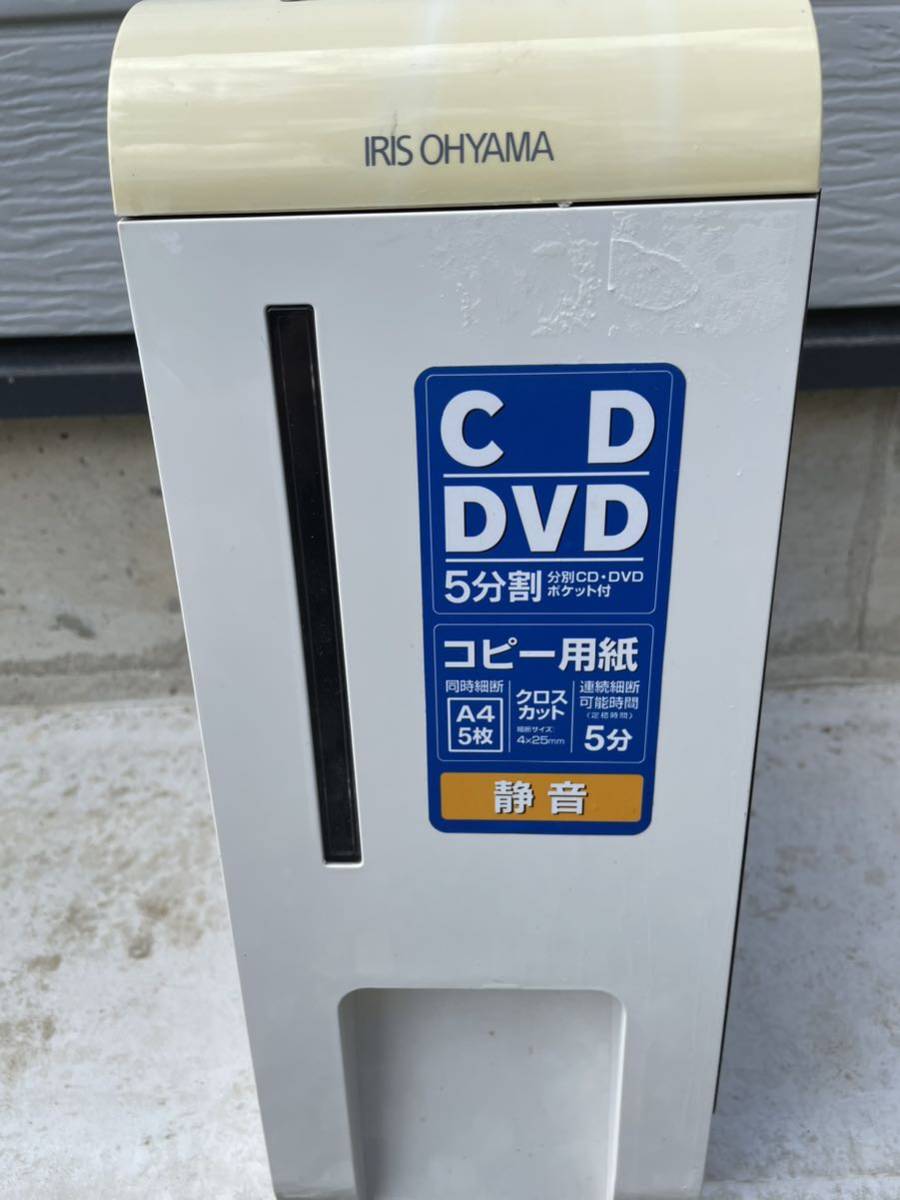 IRIS OHYAMA
CD
DVD
5分割 分別CD・DVD
ポケット付
コピー用紙
同時細断
A4
5枚
クロス
カット
細断サイズ:
4×25mm
連続細断
可能時間
(定格時間)
5分
静音